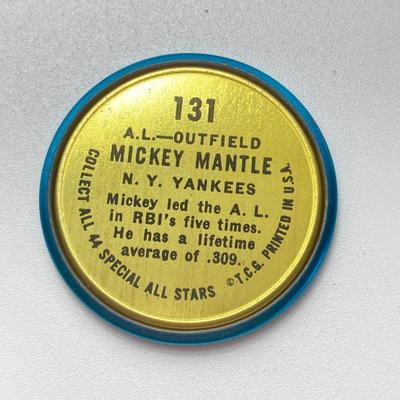 131
A.L.—OUTFIELD
MICKEY MANTLE
N. Y. YANKEES
Mickey led the A. L.
in RBI's five times.
He has a lifetime
average of .309.
COLLECT ALL 44 SPECIAL ALL STARS
©T.C.G. PRINTED IN U.S.A.